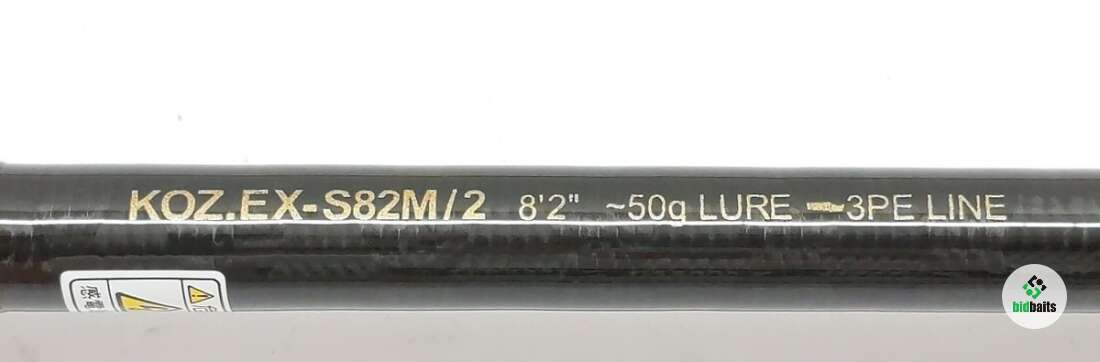 KOZ.EX-S82M/2 8'2" ~50g LURE ~3PE LINE
bidbaits